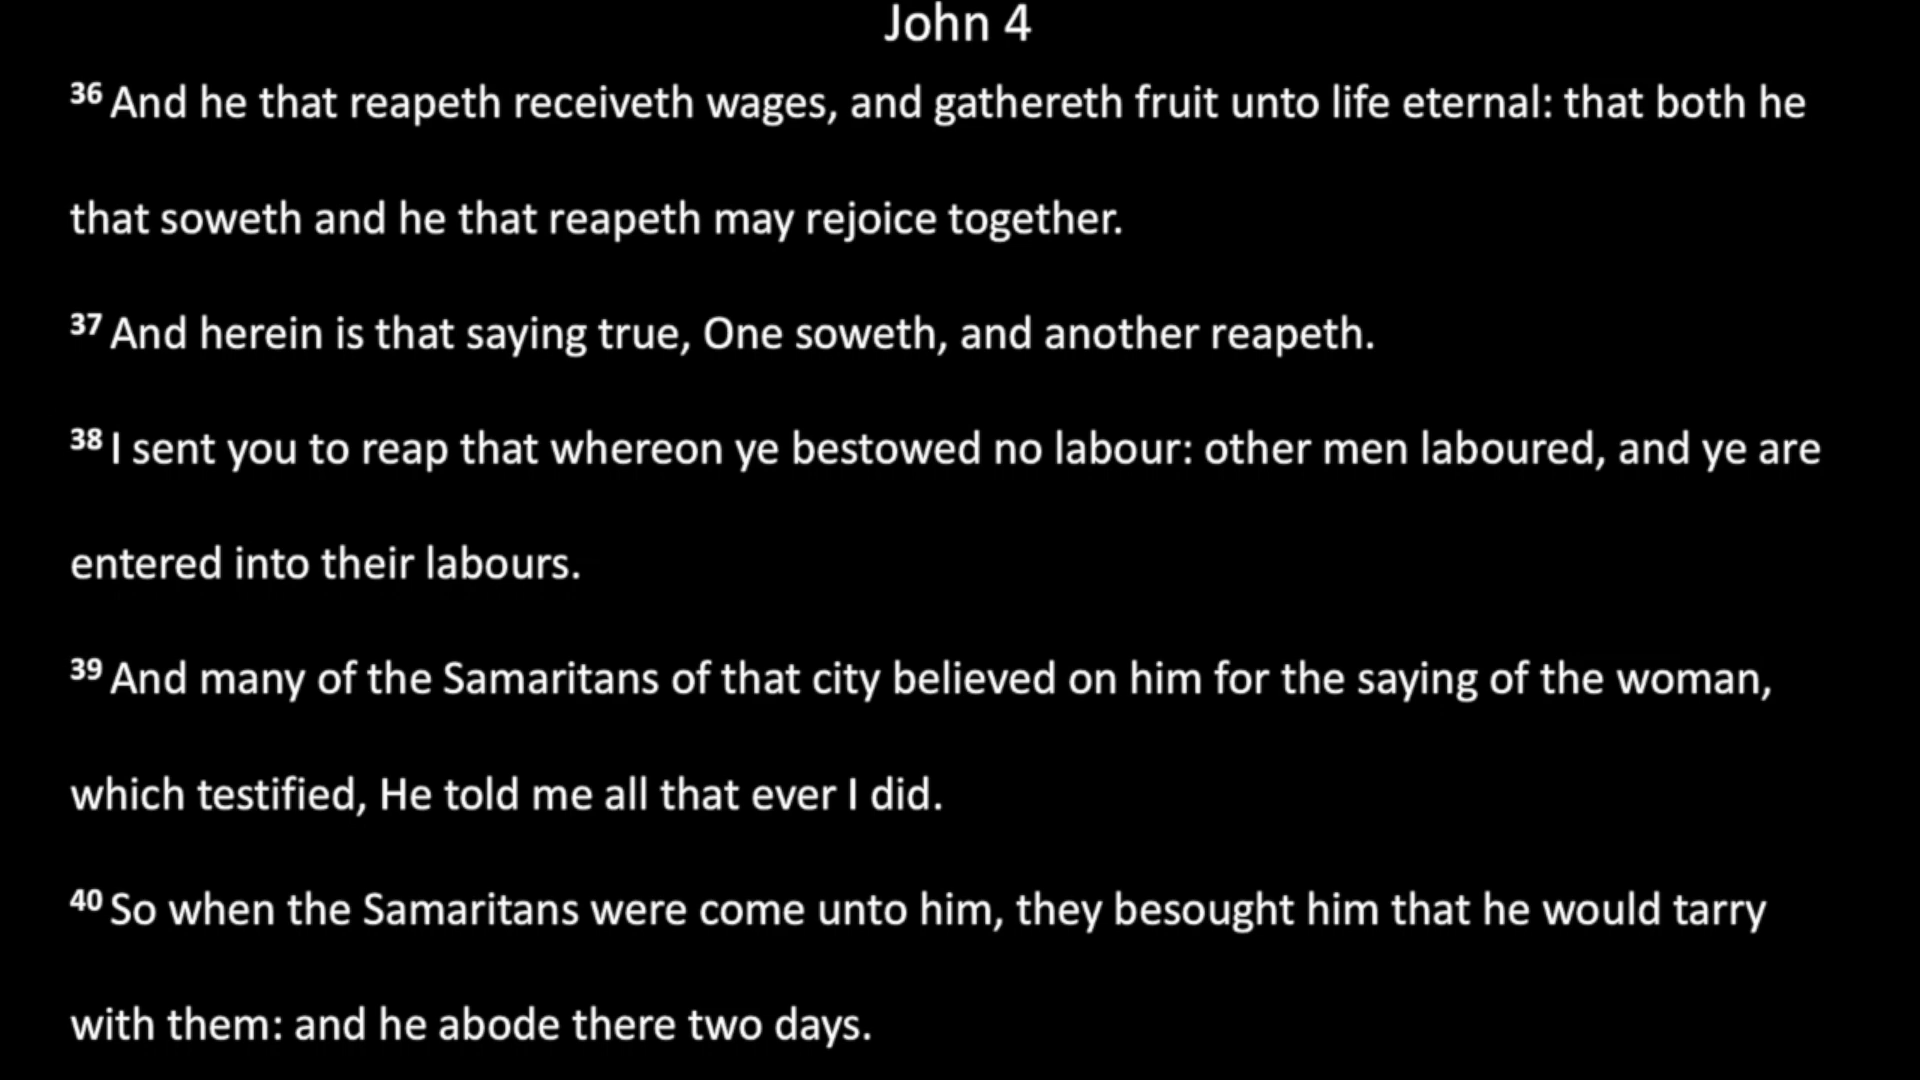 John 4
36 And he that reapeth receiveth wages, and gathereth fruit unto life eternal: that both he
that soweth and he that reapeth may rejoice together.
37 And herein is that saying true, One soweth, and another reapeth.
38 I sent you to reap that whereon ye bestowed no labour: other men laboured, and ye are
entered into their labours.
39 And many of the Samaritans of that city believed on him for the saying of the woman,
which testified, He told me all that ever I did.
40 So when the Samaritans were come unto him, they besought him that he would tarry
with them: and he abode there two days.